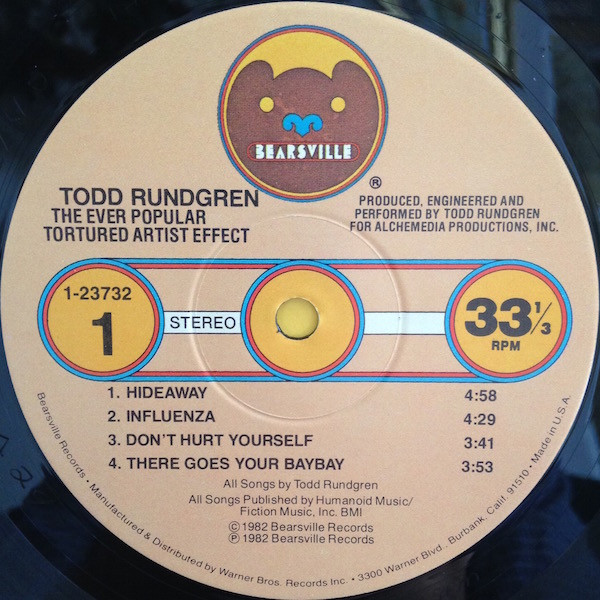 BEARSVILLE
®
TODD RUNDGREN
THE EVER POPULAR
TORTURED ARTIST EFFECT
PRODUCED, ENGINEERED AND
PERFORMED BY TODD RUNDGREN
FOR ALCHEMEDIA PRODUCTIONS, INC.
1-23732
1
STEREO
33 1/3
RPM
1. HIDEAWAY 4:58
2. INFLUENZA 4:29
3. DON'T HURT YOURSELF 3:41
4. THERE GOES YOUR BAYBAY 3:53
All Songs by Todd Rundgren
All Songs Published by Humanoid Music/
Fiction Music, Inc. BMI
© 1982 Bearsville Records
℗ 1982 Bearsville Records
Bearsville Records • Manufactured & Distributed by Warner Bros. Records Inc. • 3300 Warner Blvd., Burbank, Calif. 91510 • Made in U.S.A.